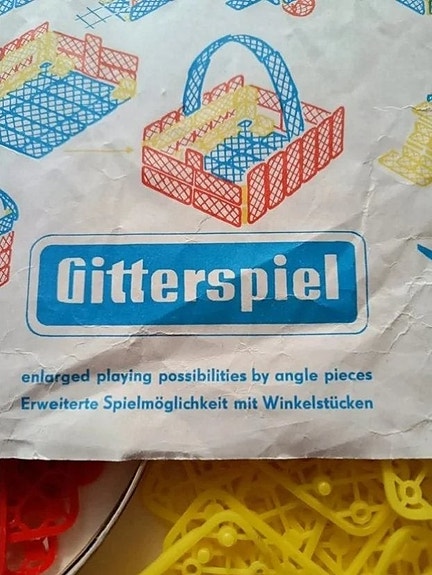 Gitterspiel
enlarged playing possibilities by angle pieces
Erweiterte Spielmöglichkeit mit Winkelstücken